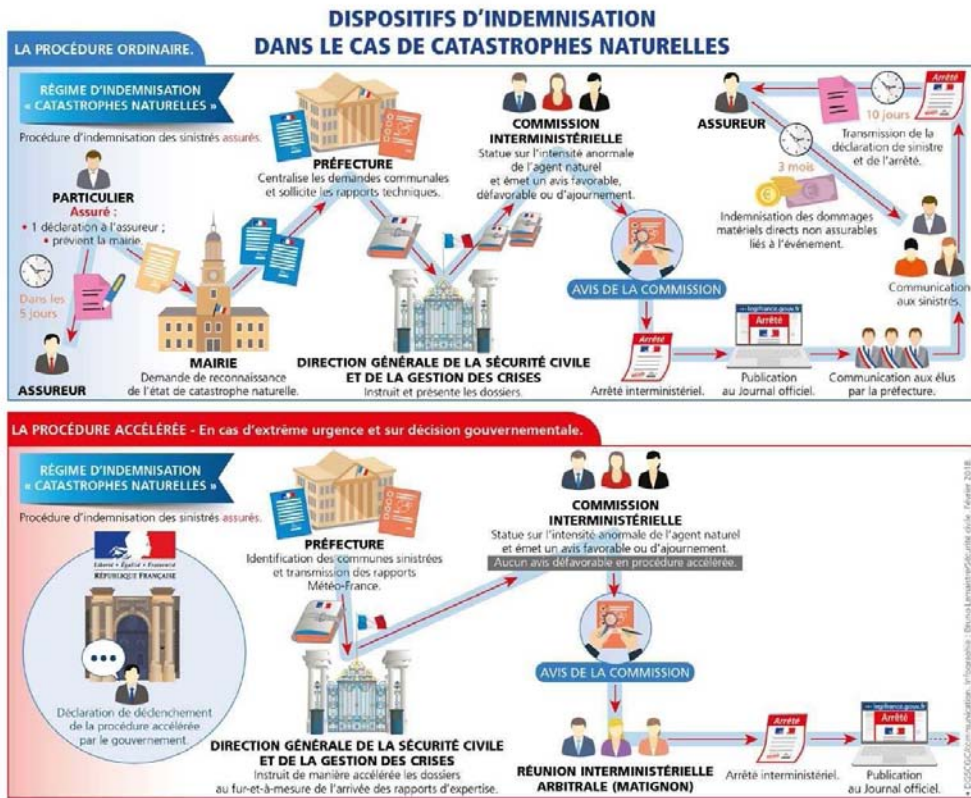 DISPOSITIFS D'INDEMNISATION
DANS LE CAS DE CATASTROPHES NATURELLES
LA PROCÉDURE ORDINAIRE.
RÉGIME D'INDEMNISATION
« CATASTROPHES NATURELLES »
Procédure d'indemnisation des sinistrés assurés.
PARTICULIER
Assuré :
• 1 déclaration à l'assureur ;
• prévient la mairie.
Dans les
5 jours
ASSUREUR
MAIRIE
Demande de reconnaissance
de l'état de catastrophe naturelle.
PRÉFECTURE
Centralise les demandes communales
et sollicite les rapports techniques.
DIRECTION GÉNÉRALE DE LA SÉCURITÉ CIVILE
ET DE LA GESTION DES CRISES
Instruit et présente les dossiers.
COMMISSION
INTERMINISTÉRIELLE
Statue sur l'intensité anormale
de l'agent naturel
et émet un avis favorable,
défavorable ou d'ajournement.
AVIS DE LA COMMISSION
Arrêté
Arrêté interministériel.
legifrance.gouv.fr
Arrêté
Publication
au Journal officiel.
Communication aux élus
par la préfecture.
Communication
aux sinistrés.
Arrêté
10 jours
Transmission de la
déclaration de sinistre
et de l'arrêté.
ASSUREUR
3 mois
Indemnisation des dommages
matériels directs non assurables
liés à l'événement.
LA PROCÉDURE ACCÉLÉRÉE - En cas d'extrême urgence et sur décision gouvernementale.
RÉGIME D'INDEMNISATION
« CATASTROPHES NATURELLES »
Procédure d'indemnisation des sinistrés assurés.
Liberté • Égalité • Fraternité
RÉPUBLIQUE FRANÇAISE
Déclaration de déclenchement
de la procédure accélérée
par le gouvernement.
PRÉFECTURE
Identification des communes sinistrées
et transmission des rapports
Météo-France.
DIRECTION GÉNÉRALE DE LA SÉCURITÉ CIVILE
ET DE LA GESTION DES CRISES
Instruit de manière accélérée les dossiers
au fur-et-à-mesure de l'arrivée des rapports d'expertise.
COMMISSION
INTERMINISTÉRIELLE
Statue sur l'intensité anormale de l'agent naturel
et émet un avis favorable ou d'ajournement.
Aucun avis défavorable en procédure accélérée.
AVIS DE LA COMMISSION
RÉUNION INTERMINISTÉRIELLE
ARBITRALE (MATIGNON)
Arrêté
Arrêté interministériel.
legifrance.gouv.fr
Arrêté
Publication
au Journal officiel.